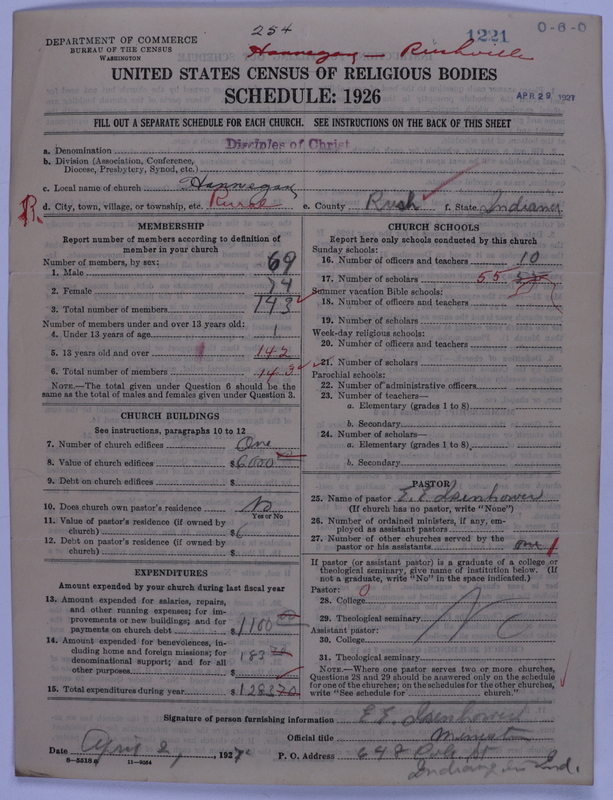 254
1221
0-6-0
DEPARTMENT OF COMMERCE
BUREAU OF THE CENSUS
WASHINGTON
Hannegan — Rushville
UNITED STATES CENSUS OF RELIGIOUS BODIES
SCHEDULE: 1926
APR 29 1927
FILL OUT A SEPARATE SCHEDULE FOR EACH CHURCH. SEE INSTRUCTIONS ON THE BACK OF THIS SHEET
a. Denomination Disciples of Christ
b. Division (Association, Conference,
Diocese, Presbytery, Synod, etc.)
c. Local name of church Hannegan
R. d. City, town, village, or township, etc. Rural e. County Rush f. State Indiana
MEMBERSHIP
Report number of members according to definition of
member in your church
Number of members, by sex:
1. Male 69
2. Female 74
3. Total number of members 143
Number of members under and over 13 years old:
4. Under 13 years of age 1
5. 13 years old and over 142
6. Total number of members 143
NOTE.—The total given under Question 6 should be the
same as the total of males and females given under Question 3.
CHURCH BUILDINGS
See instructions, paragraphs 10 to 12
7. Number of church edifices One
8. Value of church edifices $6000
9. Debt on church edifices $
10. Does church own pastor's residence No
Yes or No
11. Value of pastor's residence (if owned by
church) $
12. Debt on pastor's residence (if owned by
church) $
EXPENDITURES
Amount expended by your church during last fiscal year
13. Amount expended for salaries, repairs,
and other running expenses; for im-
provements or new buildings; and for
payments on church debt $1100 00
14. Amount expended for benevolences, in-
cluding home and foreign missions; for
denominational support; and for all
other purposes 183 70
15. Total expenditures during year $1283 70
CHURCH SCHOOLS
Report here only schools conducted by this church
Sunday schools:
16. Number of officers and teachers 10
17. Number of scholars 55
Summer vacation Bible schools:
18. Number of officers and teachers
19. Number of scholars
Week-day religious schools:
20. Number of officers and teachers
21. Number of scholars
Parochial schools:
22. Number of administrative officers
23. Number of teachers—
a. Elementary (grades 1 to 8)
b. Secondary
24. Number of scholars—
a. Elementary (grades 1 to 8)
b. Secondary
PASTOR
25. Name of pastor E. E. Isenhower
(If church has no pastor, write "None")
26. Number of ordained ministers, if any, em-
ployed as assistant pastors
27. Number of other churches served by the
pastor or his assistants one 1
If pastor (or assistant pastor) is a graduate of a college or
theological seminary, give name of institution below. (If
not a graduate, write "No" in the space indicated.)
Pastor: 0
28. College
29. Theological seminary No
Assistant pastor:
30. College
31. Theological seminary
NOTE.—Where one pastor serves two or more churches,
Questions 28 and 29 should be answered only on the schedule
for one of the churches; on the schedules for the other churches,
write "See schedule for church."
Signature of person furnishing information E. E. Isenhower
Official title Minister
Date April 2, 1927 P. O. Address St
8—5518 11—9084 Indianapolis Ind.